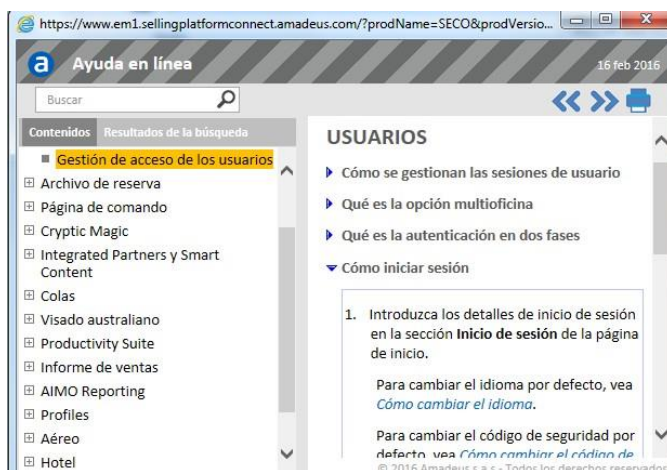 https://www.em1.sellingplatformconnect.amadeus.com/?prodName=SECO&prodVersio...
a Ayuda en línea
16 feb 2016
Buscar
Contenidos Resultados de la búsqueda
Gestión de acceso de los usuarios
Archivo de reserva
Página de comando
Cryptic Magic
Integrated Partners y Smart
Content
Colas
Visado australiano
Productivity Suite
Informe de ventas
AIMO Reporting
Profiles
Aéreo
Hotel
USUARIOS
Cómo se gestionan las sesiones de usuario
Qué es la opción multioficina
Qué es la autenticación en dos fases
Cómo iniciar sesión
1. Introduzca los detalles de inicio de sesión
en la sección Inicio de sesión de la página
de inicio.
Para cambiar el idioma por defecto, vea
Cómo cambiar el idioma.
Para cambiar el código de seguridad por
defecto, vea Cómo cambiar el código de
© 2016 Amadeus s.a.s - Todos los derechos reservados